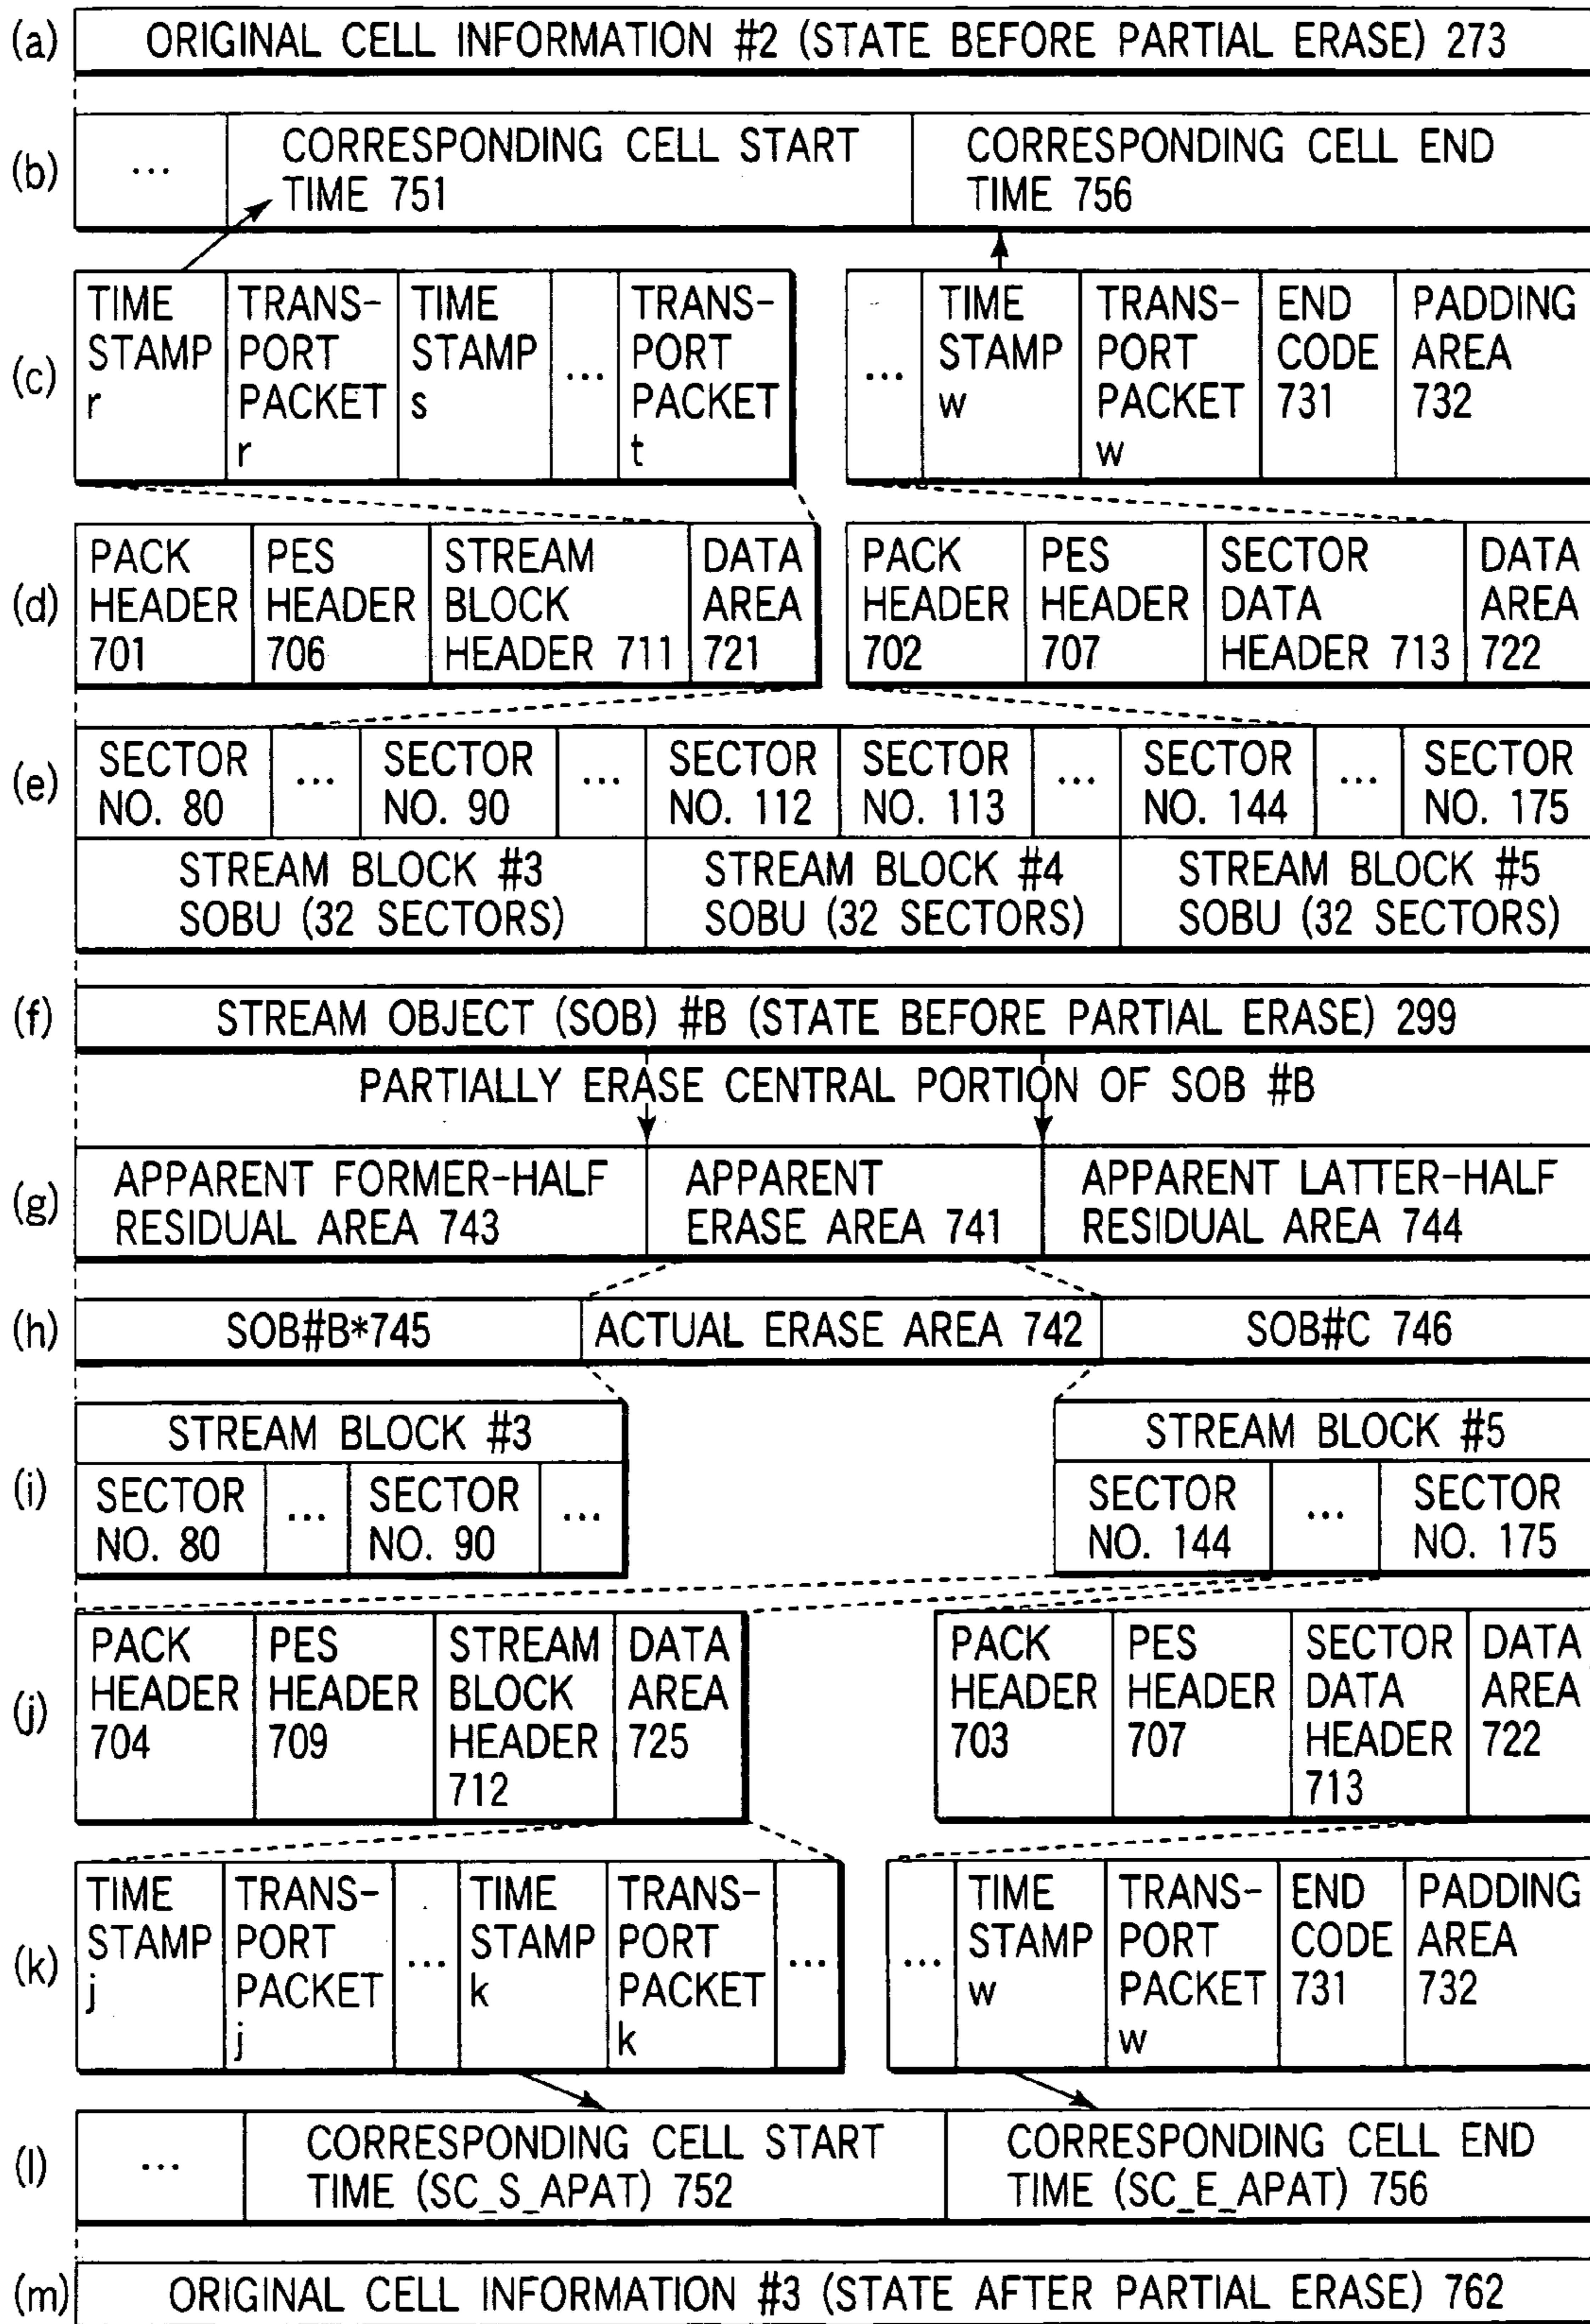 (a) ORIGINAL CELL INFORMATION #2 (STATE BEFORE PARTIAL ERASE) 273
(b) ... CORRESPONDING CELL START CORRESPONDING CELL END
TIME 751 TIME 756
(c) TIME TRANS- TIME TRANS- TIME TRANS- END PADDING
STAMP PORT STAMP ... PORT ... STAMP PORT CODE AREA
r PACKET s PACKET w PACKET 731 732
r t w
(d) PACK PES STREAM DATA PACK PES SECTOR DATA
HEADER HEADER BLOCK AREA HEADER HEADER DATA AREA
701 706 HEADER 711 721 702 707 HEADER 713 722
(e) SECTOR ... SECTOR ... SECTOR SECTOR ... SECTOR ... SECTOR
NO. 80 NO. 90 NO. 112 NO. 113 NO. 144 NO. 175
STREAM BLOCK #3 STREAM BLOCK #4 STREAM BLOCK #5
SOBU (32 SECTORS) SOBU (32 SECTORS) SOBU (32 SECTORS)
(f) STREAM OBJECT (SOB) #B (STATE BEFORE PARTIAL ERASE) 299
PARTIALLY ERASE CENTRAL PORTION OF SOB #B
(g) APPARENT FORMER-HALF APPARENT APPARENT LATTER-HALF
RESIDUAL AREA 743 ERASE AREA 741 RESIDUAL AREA 744
(h) SOB#B*745 ACTUAL ERASE AREA 742 SOB#C 746
(i) STREAM BLOCK #3 STREAM BLOCK #5
SECTOR ... SECTOR ... SECTOR ... SECTOR
NO. 80 NO. 90 NO. 144 NO. 175
(j) PACK PES STREAM DATA PACK PES SECTOR DATA
HEADER HEADER BLOCK AREA HEADER HEADER DATA AREA
704 709 HEADER 725 703 707 HEADER 722
712 713
(k) TIME TRANS- TIME TRANS- TIME TRANS- END PADDING
STAMP PORT ... STAMP PORT ... ... STAMP PORT CODE AREA
j PACKET k PACKET w PACKET 731 732
j k w
(l) ... CORRESPONDING CELL START CORRESPONDING CELL END
TIME (SC_S_APAT) 752 TIME (SC_E_APAT) 756
(m) ORIGINAL CELL INFORMATION #3 (STATE AFTER PARTIAL ERASE) 762